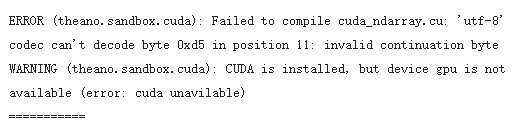 ERROR (theano.sandbox.cuda): Failed to compile cuda_ndarray.cu: 'utf-8'
codec can't decode byte 0xd5 in position 11: invalid continuation byte
WARNING (theano.sandbox.cuda): CUDA is installed, but device gpu is not
available (error: cuda unavilable)
===========